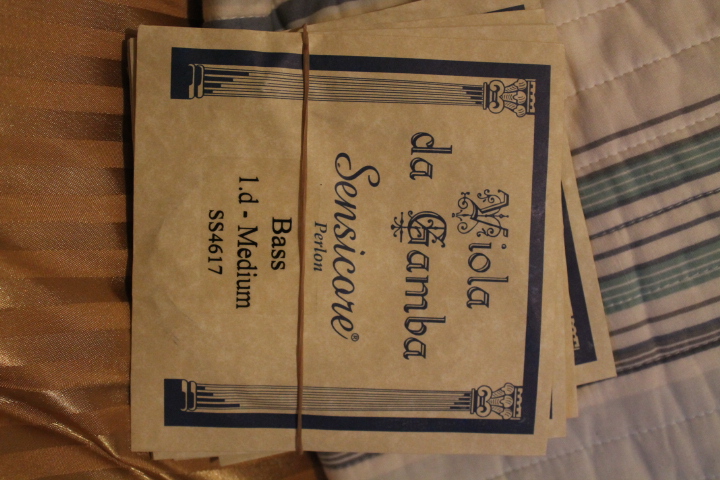 Viola
da Gamba
Sensicore®
Perlon
Bass
1.d - Medium
SS4617